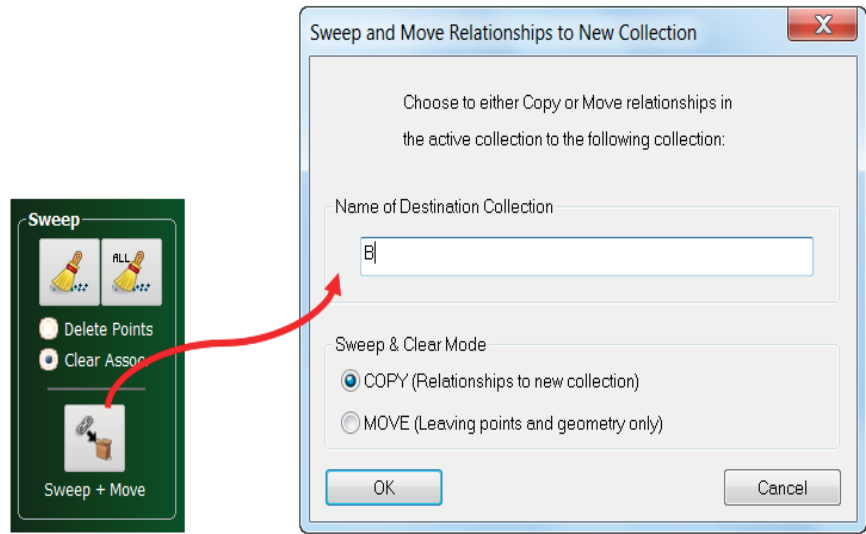 Sweep
ALL
Delete Points
Clear Assoc.
Sweep + Move
Sweep and Move Relationships to New Collection
X
Choose to either Copy or Move relationships in
the active collection to the following collection:
Name of Destination Collection
B
Sweep & Clear Mode
COPY (Relationships to new collection)
MOVE (Leaving points and geometry only)
OK
Cancel